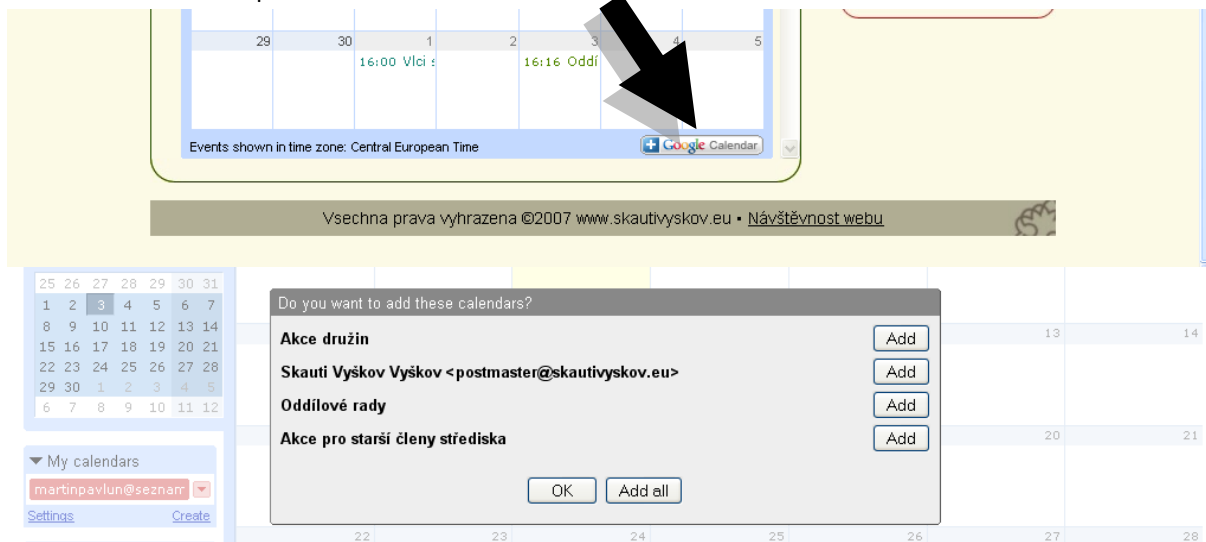 29 30 1 2 3 4 5
16:00 Vlci s 16:16 Oddí
Events shown in time zone: Central European Time Google Calendar
Vsechna prava vyhrazena ©2007 www.skautivyskov.eu • Návštěvnost webu
25 26 27 28 29 30 31
1 2 3 4 5 6 7
8 9 10 11 12 13 14
15 16 17 18 19 20 21
22 23 24 25 26 27 28
29 30 1 2 3 4 5
6 7 8 9 10 11 12
My calendars
martinpavlun@seznam
Settings Create
Do you want to add these calendars?
Akce družin Add
Skauti Vyškov Vyškov <postmaster@skautivyskov.eu> Add
Oddílové rady Add
Akce pro starší členy střediska Add
OK Add all
13 14
20 21
22 23 24 25 26 27 28